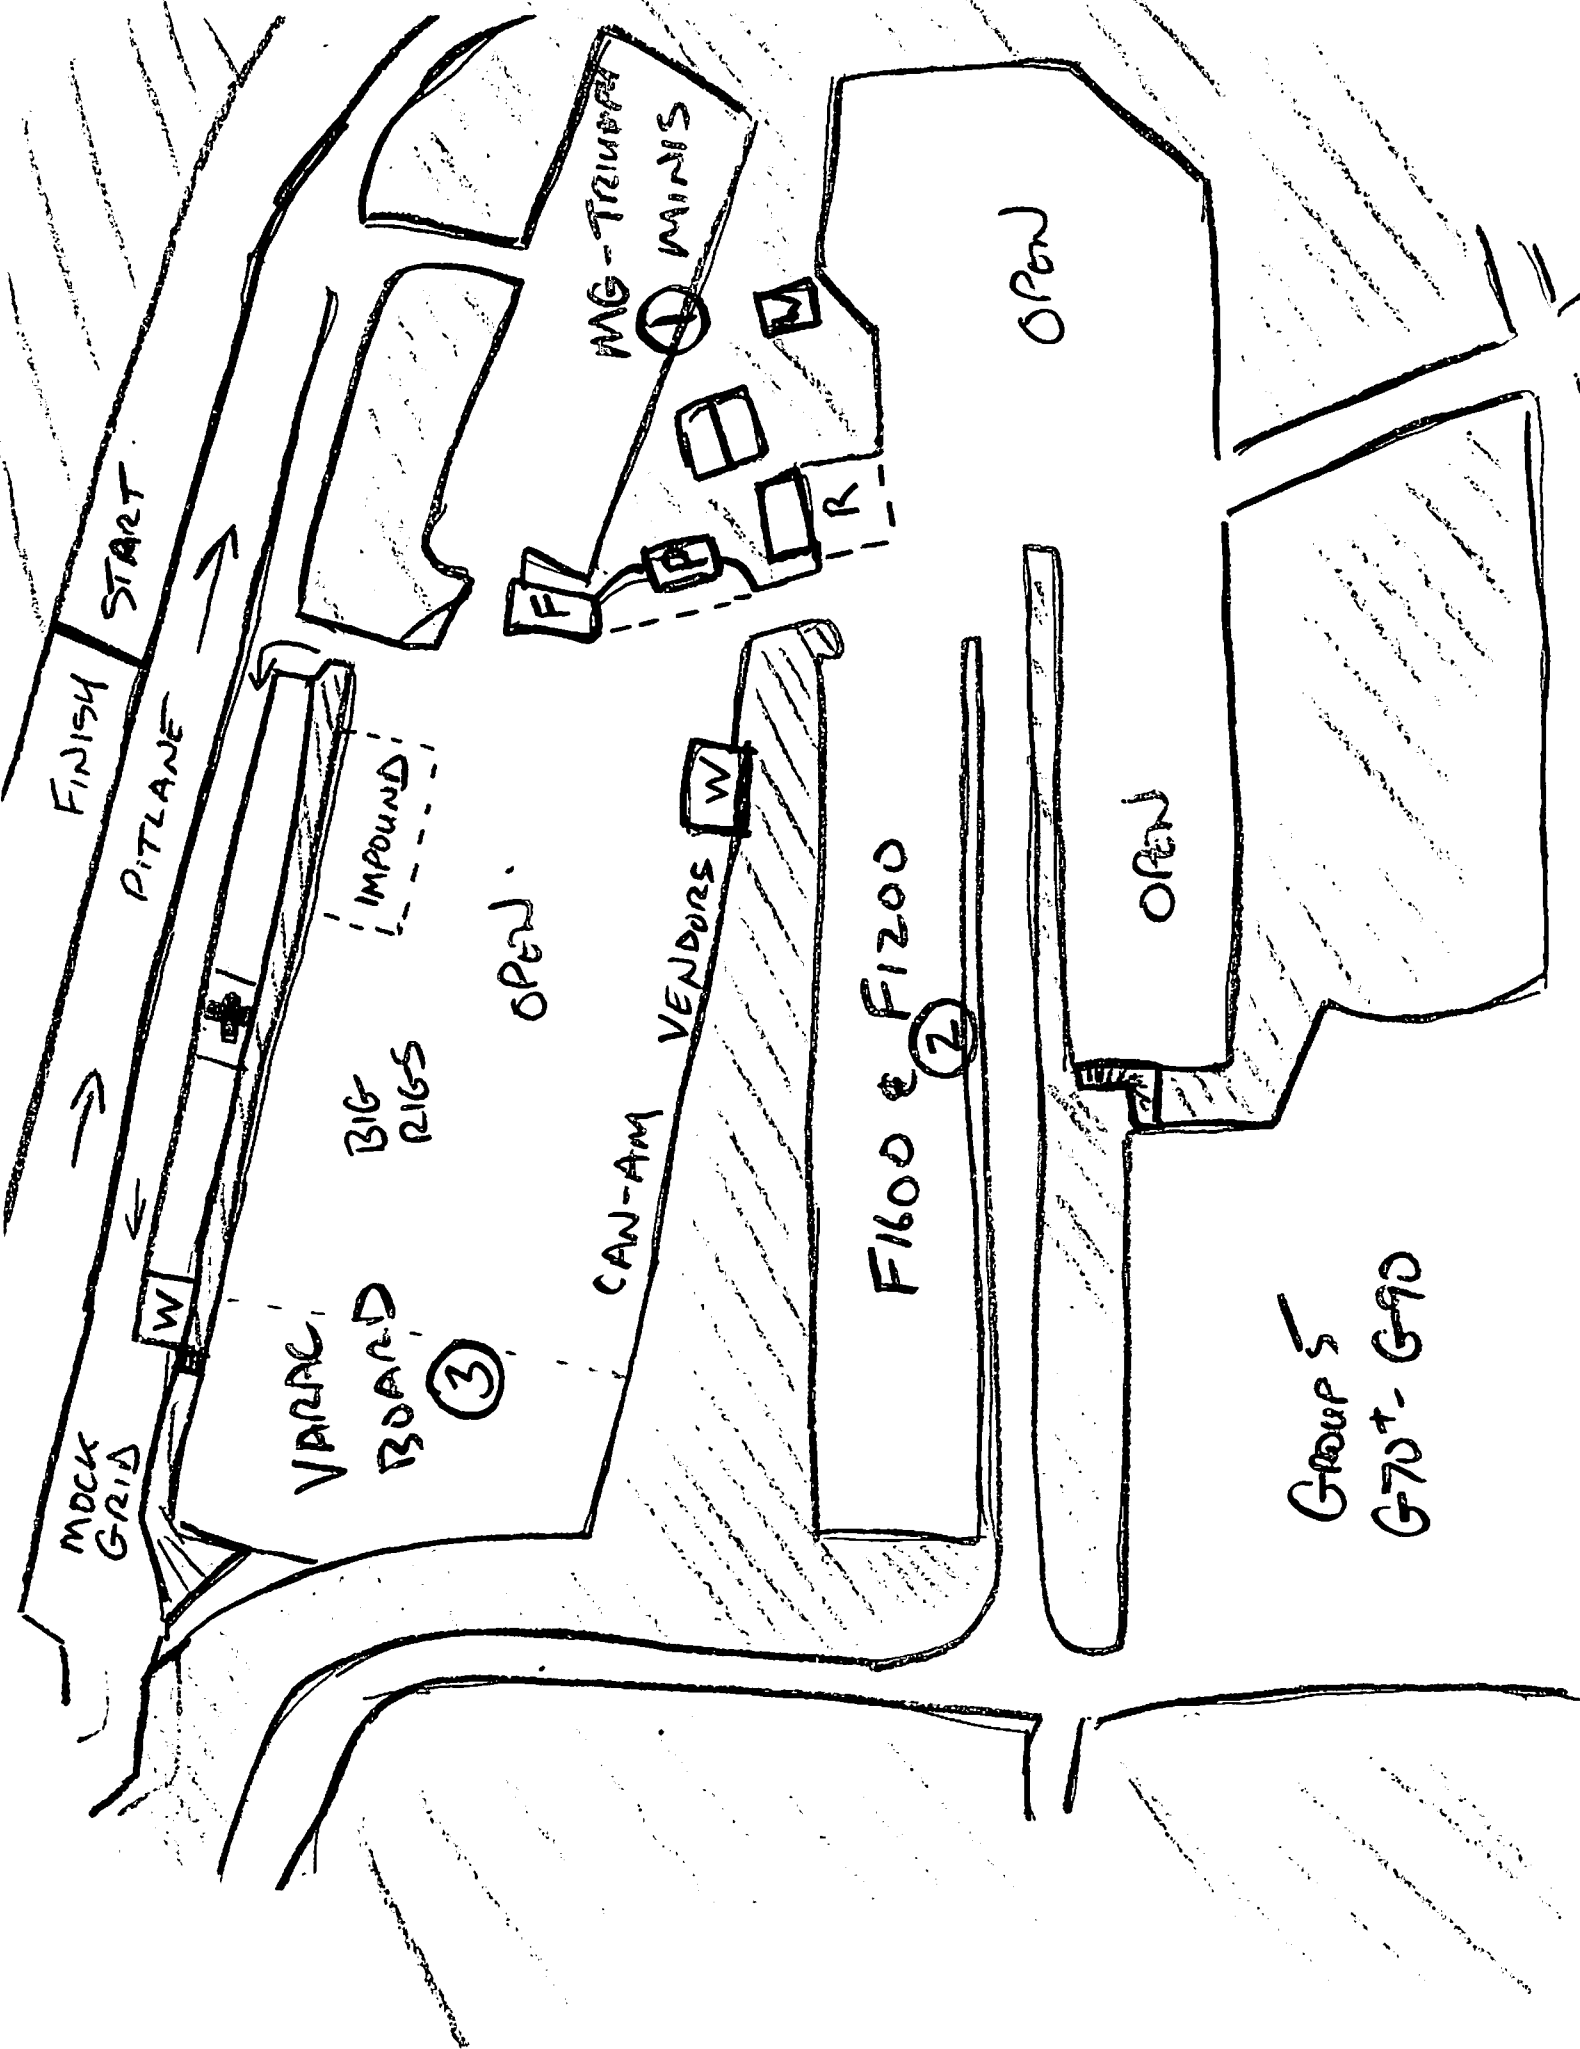 FINISH
START
PITLANE
MOCK
GRID
W
IMPOUND
BIG
RIGS
OPEN
VARAC
BOARD
3
CAN-AM
VENDORS
W
F
P
R
MG-TRIUMPH
MINIS
1
W
OPEN
F1600 & F1200
2
OPEN
GROUP 5
G70+ - G90